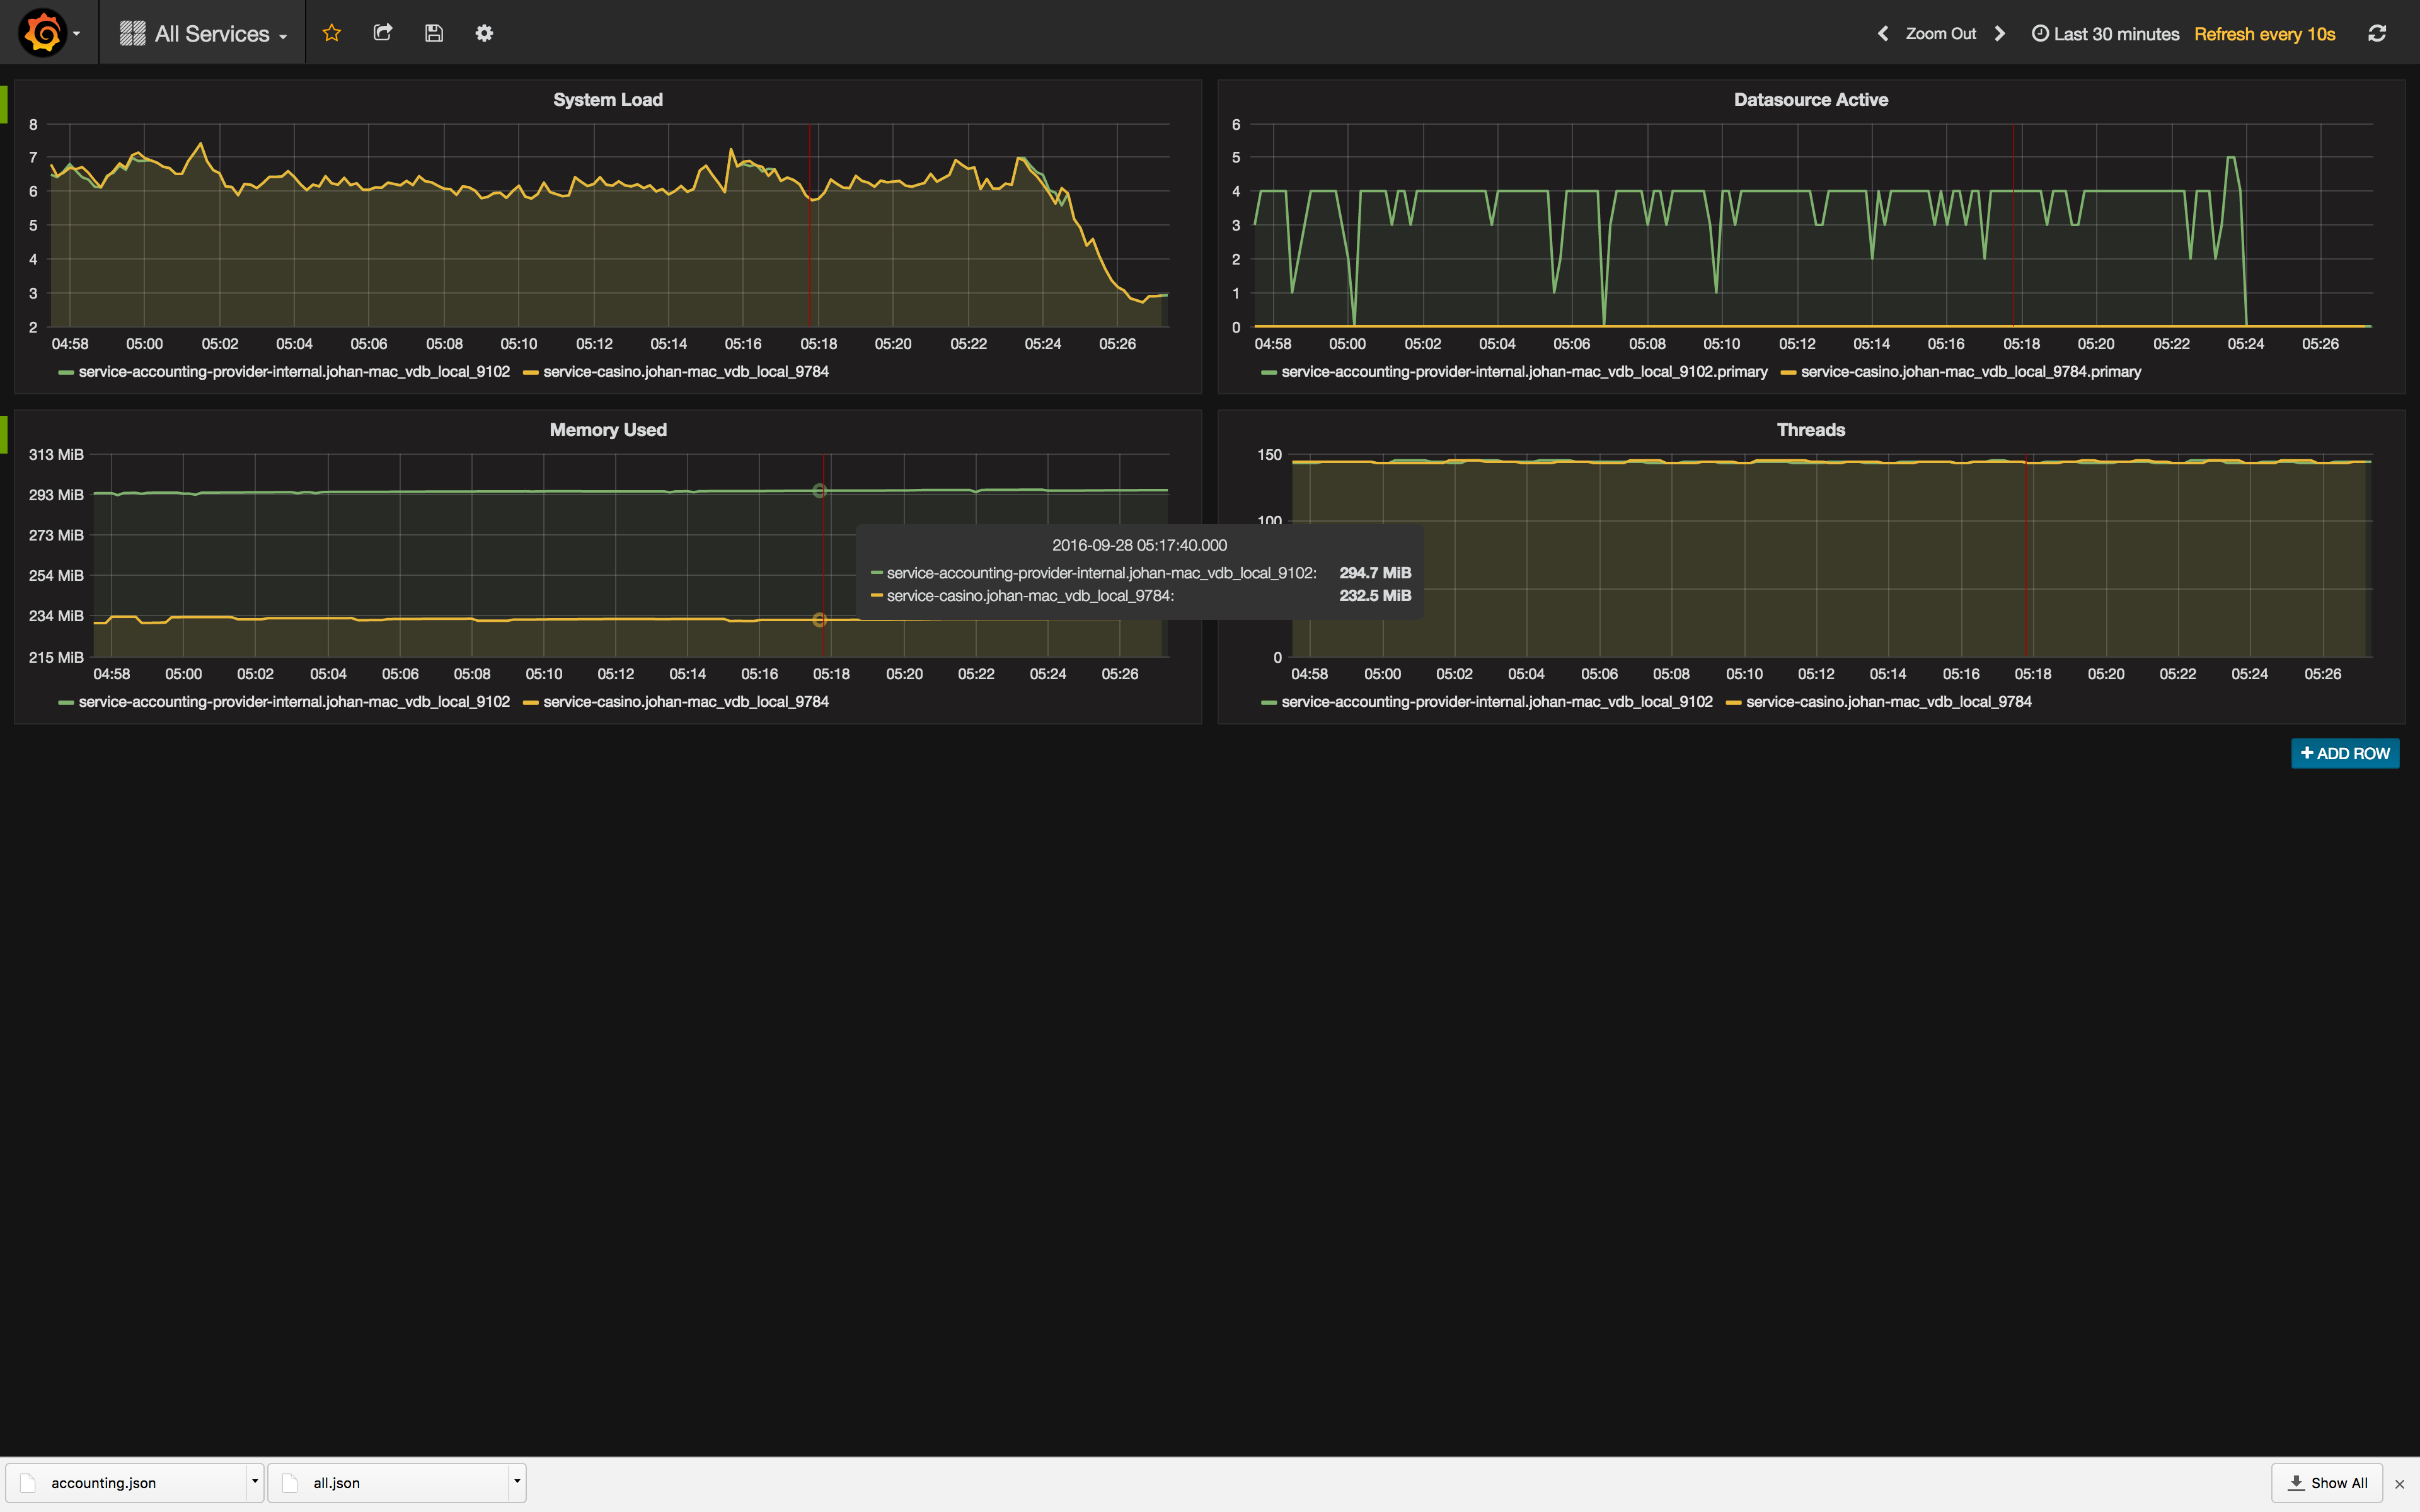 All Services
Zoom Out Last 30 minutes Refresh every 10s
System Load
8
7
6
5
4
3
2
04:58 05:00 05:02 05:04 05:06 05:08 05:10 05:12 05:14 05:16 05:18 05:20 05:22 05:24 05:26
service-accounting-provider-internal.johan-mac_vdb_local_9102 service-casino.johan-mac_vdb_local_9784
Datasource Active
6
5
4
3
2
1
0
04:58 05:00 05:02 05:04 05:06 05:08 05:10 05:12 05:14 05:16 05:18 05:20 05:22 05:24 05:26
service-accounting-provider-internal.johan-mac_vdb_local_9102.primary service-casino.johan-mac_vdb_local_9784.primary
Memory Used
313 MiB
293 MiB
273 MiB
254 MiB
234 MiB
215 MiB
04:58 05:00 05:02 05:04 05:06 05:08 05:10 05:12 05:14 05:16 05:18 05:20 05:22 05:24 05:26
service-accounting-provider-internal.johan-mac_vdb_local_9102 service-casino.johan-mac_vdb_local_9784
2016-09-28 05:17:40.000
service-accounting-provider-internal.johan-mac_vdb_local_9102: 294.7 MiB
service-casino.johan-mac_vdb_local_9784: 232.5 MiB
Threads
150
100
0
04:58 05:00 05:02 05:04 05:06 05:08 05:10 05:12 05:14 05:16 05:18 05:20 05:22 05:24 05:26
service-accounting-provider-internal.johan-mac_vdb_local_9102 service-casino.johan-mac_vdb_local_9784
+ ADD ROW
accounting.json all.json Show All